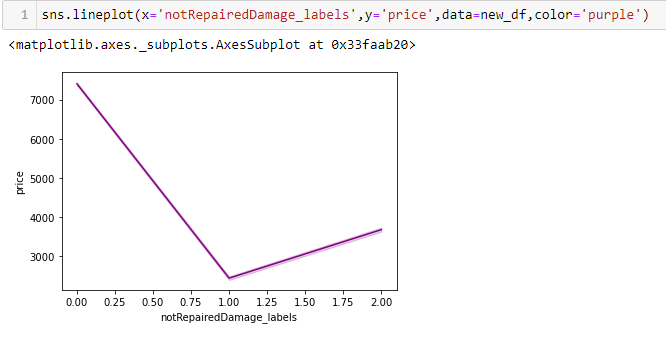 1 sns.lineplot(x='notRepairedDamage_labels',y='price',data=new_df,color='purple')
<matplotlib.axes._subplots.AxesSubplot at 0x33faab20>
7000
6000
5000
4000
3000
price
0.00 0.25 0.50 0.75 1.00 1.25 1.50 1.75 2.00
notRepairedDamage_labels